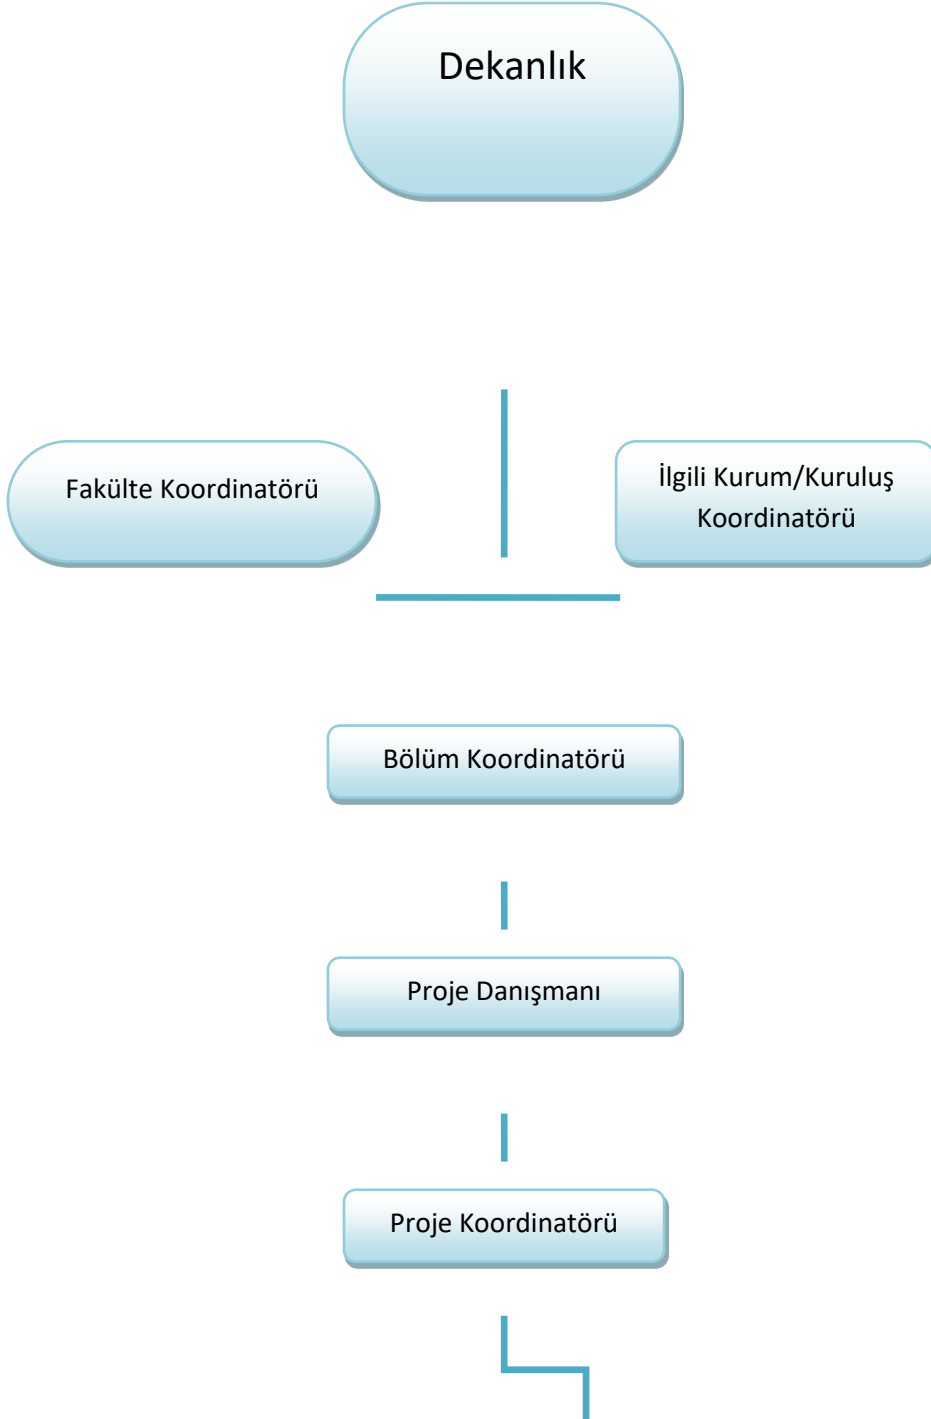 Dekanlık
Fakülte Koordinatörü
İlgili Kurum/Kuruluş
Koordinatörü
Bölüm Koordinatörü
Proje Danışmanı
Proje Koordinatörü